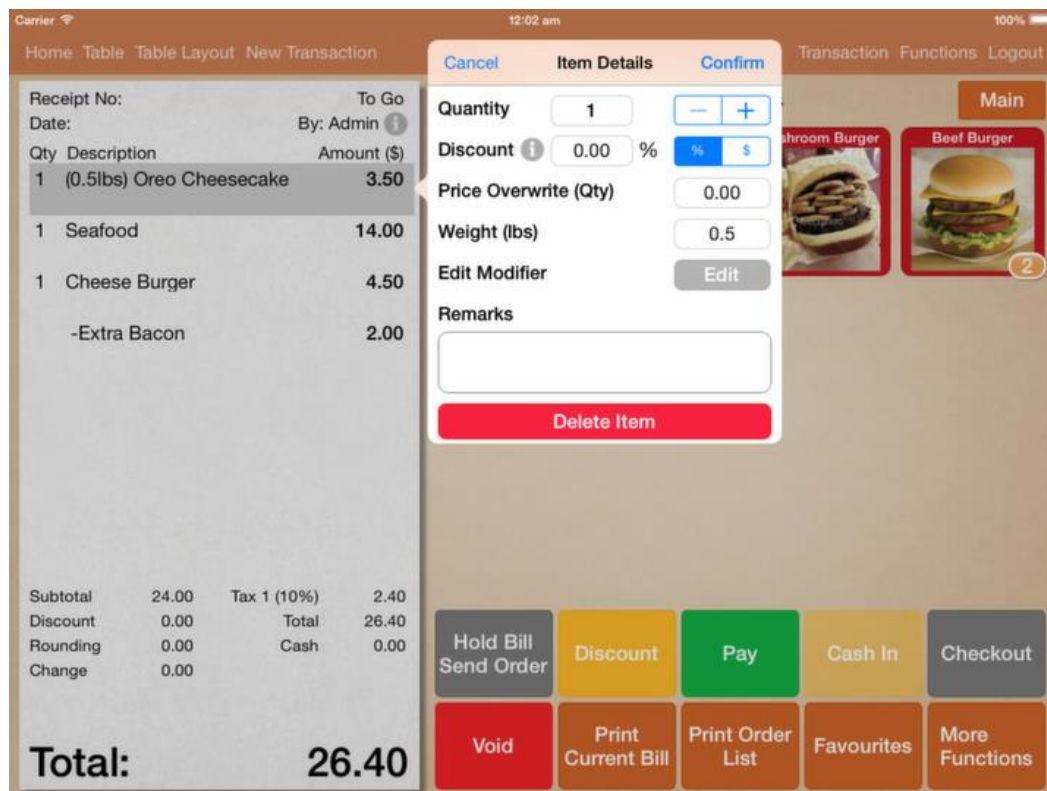 Carrier 12:02 am 100%
Home Table Table Layout New Transaction Transaction Functions Logout
Receipt No: To Go
Date: By: Admin
Qty Description Amount ($)
1 (0.5lbs) Oreo Cheesecake 3.50
1 Seafood 14.00
1 Cheese Burger 4.50
-Extra Bacon 2.00
Subtotal 24.00 Tax 1 (10%) 2.40
Discount 0.00 Total 26.40
Rounding 0.00 Cash 0.00
Change 0.00
Total: 26.40
Cancel Item Details Confirm
Quantity 1 − +
Discount i 0.00 % % $
Price Overwrite (Qty) 0.00
Weight (lbs) 0.5
Edit Modifier Edit
Remarks
Delete Item
Main
Burger Beef Burger
2
Hold Bill
Send Order
Discount
Pay
Cash In
Checkout
Void
Print
Current Bill
Print Order
List
Favourites
More
Functions